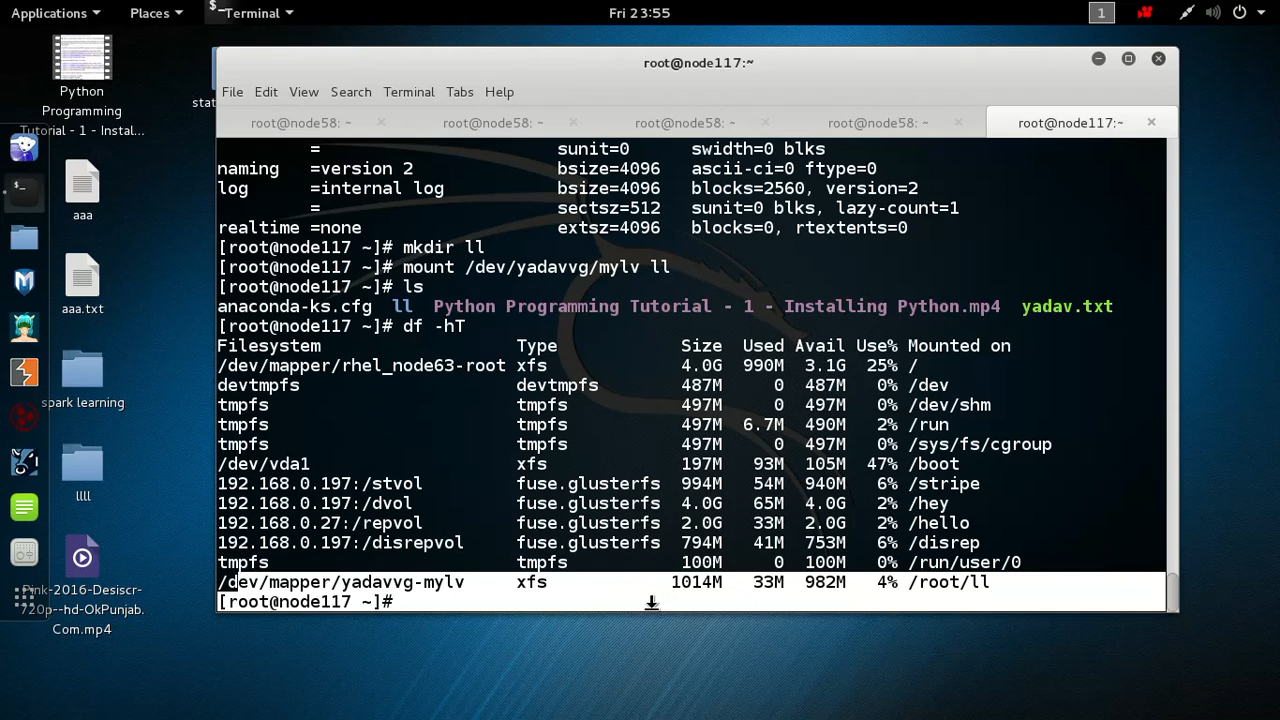 Applications Places Terminal Fri 23:55 1
Python
Programming
Tutorial - 1 - Instal...
aaa
aaa.txt
spark learning
llll
Pink-2016-Desiscr-
720p--hd-OkPunjab.
Com.mp4
stat
root@node117:~
File Edit View Search Terminal Tabs Help
root@node58: ~ root@node58: ~ root@node58: ~ root@node58: ~ root@node117:~
= sunit=0 swidth=0 blks
naming =version 2 bsize=4096 ascii-ci=0 ftype=0
log =internal log bsize=4096 blocks=2560, version=2
= sectsz=512 sunit=0 blks, lazy-count=1
realtime =none extsz=4096 blocks=0, rtextents=0
[root@node117 ~]# mkdir ll
[root@node117 ~]# mount /dev/yadavvg/mylv ll
[root@node117 ~]# ls
anaconda-ks.cfg ll Python Programming Tutorial - 1 - Installing Python.mp4 yadav.txt
[root@node117 ~]# df -hT
Filesystem Type Size Used Avail Use% Mounted on
/dev/mapper/rhel_node63-root xfs 4.0G 990M 3.1G 25% /
devtmpfs devtmpfs 487M 0 487M 0% /dev
tmpfs tmpfs 497M 0 497M 0% /dev/shm
tmpfs tmpfs 497M 6.7M 490M 2% /run
tmpfs tmpfs 497M 0 497M 0% /sys/fs/cgroup
/dev/vda1 xfs 197M 93M 105M 47% /boot
192.168.0.197:/stvol fuse.glusterfs 994M 54M 940M 6% /stripe
192.168.0.197:/dvol fuse.glusterfs 4.0G 65M 4.0G 2% /hey
192.168.0.27:/repvol fuse.glusterfs 2.0G 33M 2.0G 2% /hello
192.168.0.197:/disrepvol fuse.glusterfs 794M 41M 753M 6% /disrep
tmpfs tmpfs 100M 0 100M 0% /run/user/0
/dev/mapper/yadavvg-mylv xfs 1014M 33M 982M 4% /root/ll
[root@node117 ~]#